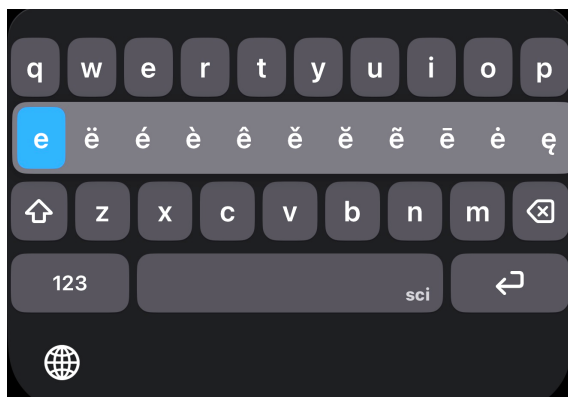 q w e r t y u i o p
e ë é è ê ě ĕ ẽ ē ė ę
z x c v b n m
123 sci